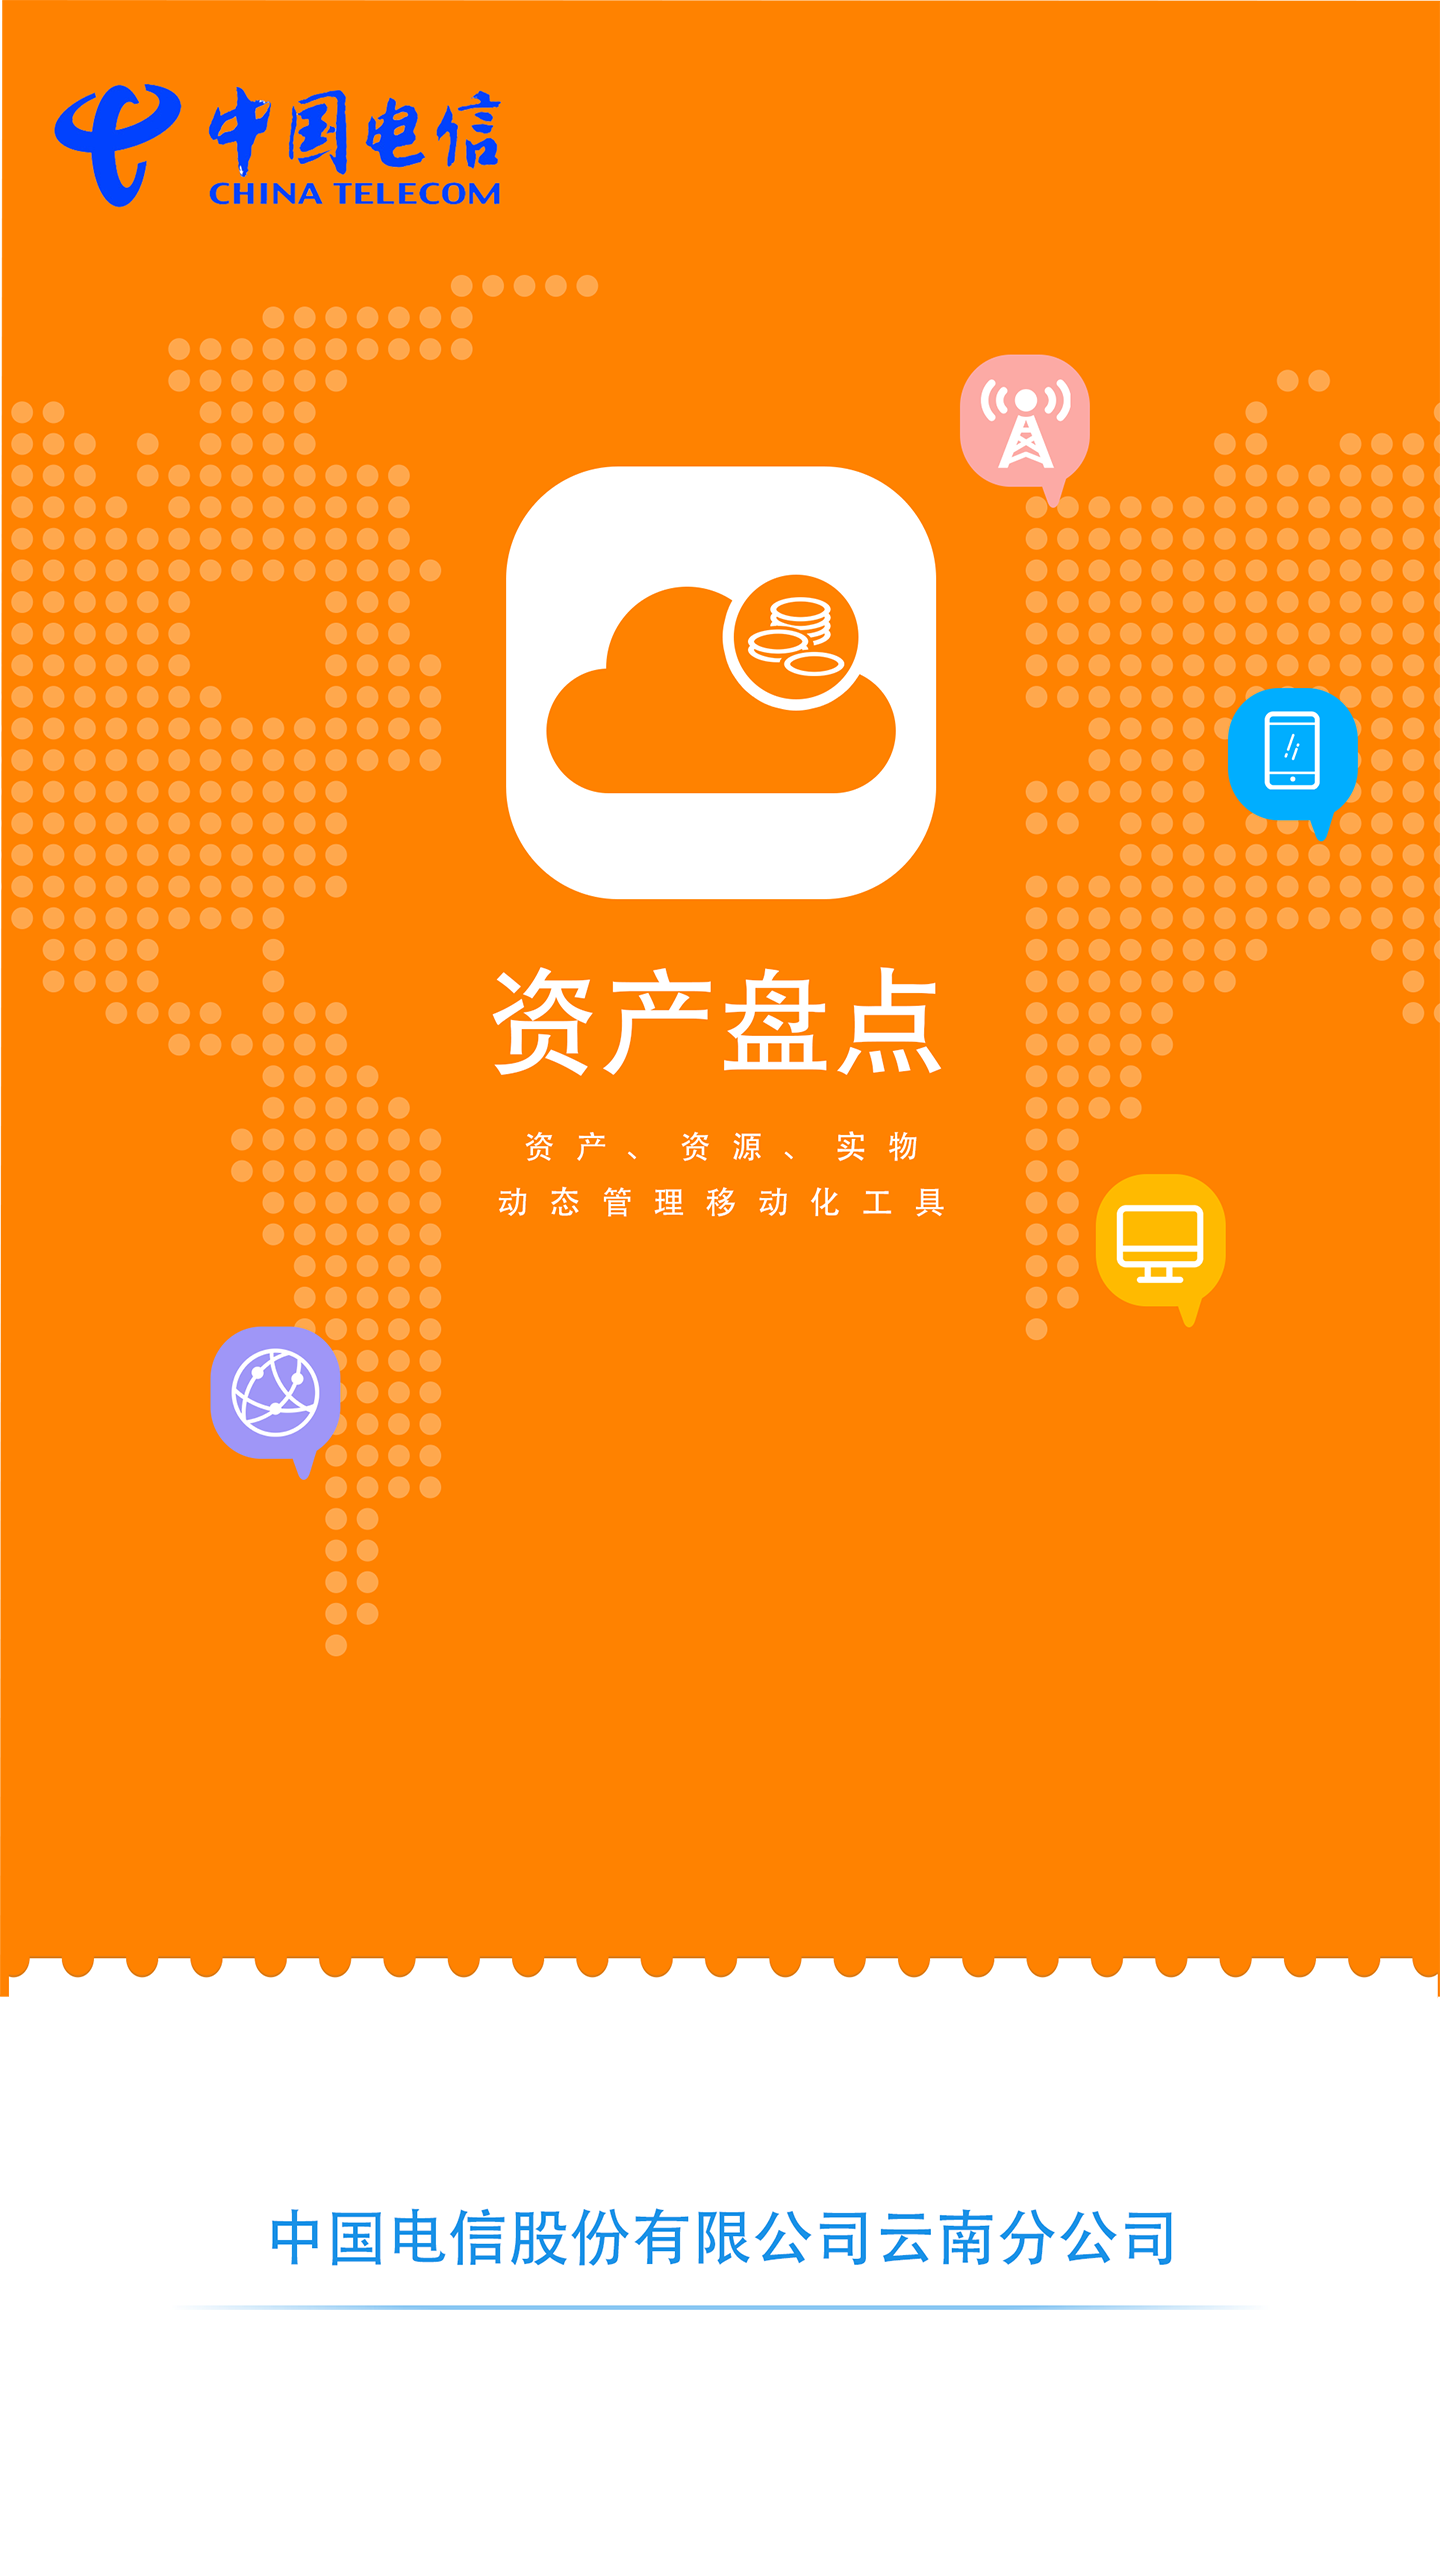 中国电信
CHINA TELECOM
资产盘点
资产、资源、实物
动态管理移动化工具
中国电信股份有限公司云南分公司